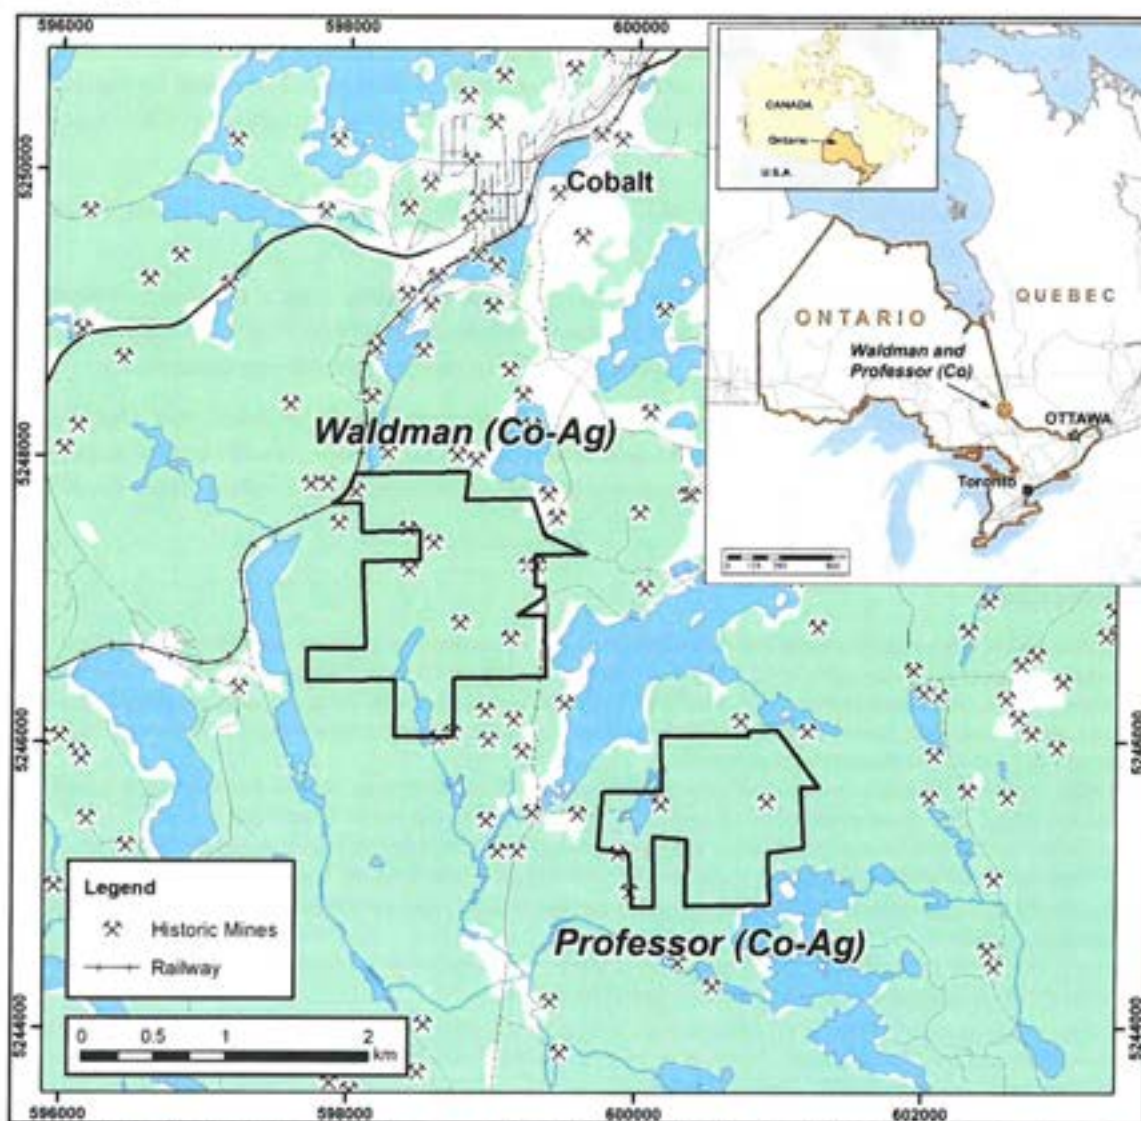 596000
598000
600000
CANADA
Ontario
U.S.A.
5250000
Cobalt
ONTARIO
QUEBEC
Waldman and
Professor (Co)
OTTAWA
Toronto
Waldman (Co-Ag)
5248000
5246000
5246000
Legend
Historic Mines
Railway
Professor (Co-Ag)
0 0.5 1 2
km
5244000
5244000
596000
598000
600000
602000